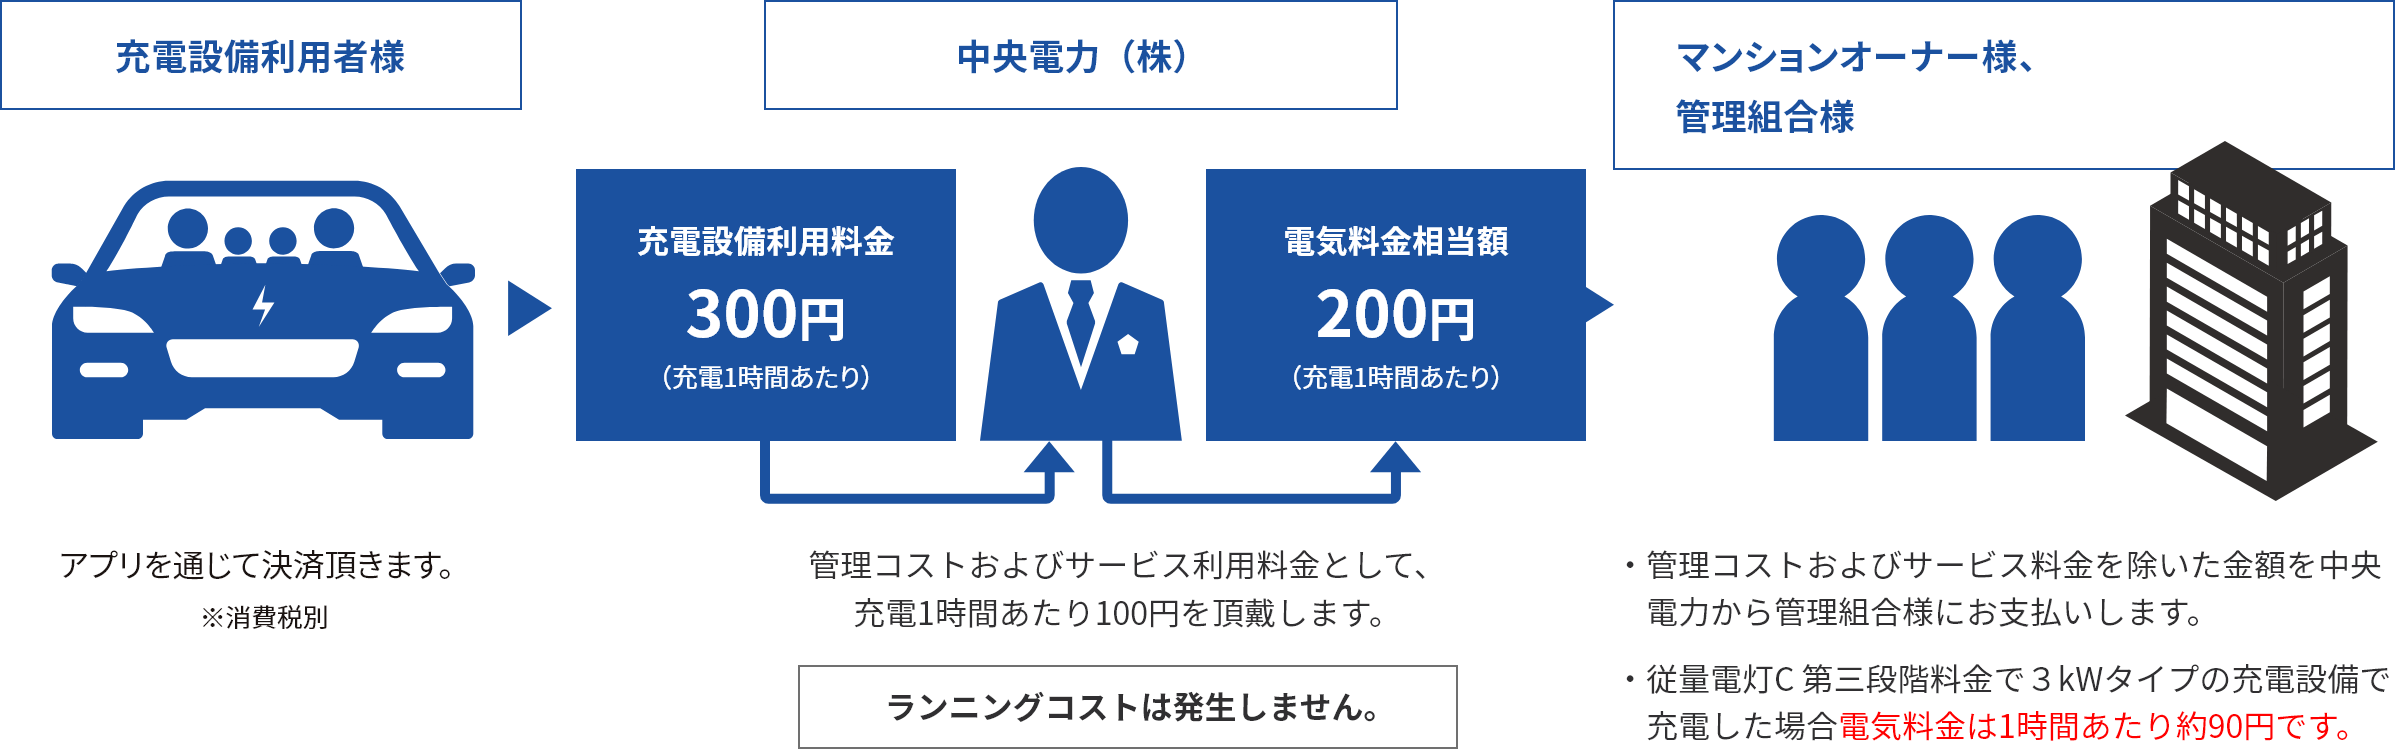 充電設備利用者様
中央電力（株）
マンションオーナー様、
管理組合様
充電設備利用料金
300円
（充電1時間あたり）
電気料金相当額
200円
（充電1時間あたり）
アプリを通じて決済頂きます。
※消費税別
管理コストおよびサービス利用料金として、
充電1時間あたり100円を頂戴します。
ランニングコストは発生しません。
・管理コストおよびサービス料金を除いた金額を中央
電力から管理組合様にお支払いします。
・従量電灯C 第三段階料金で３kWタイプの充電設備で
充電した場合電気料金は1時間あたり約90円です。